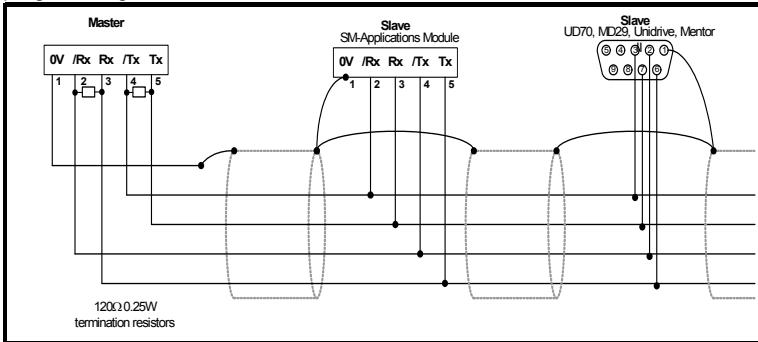 Master
0V /Rx Rx /Tx Tx
1 2 3 4 5
Slave
SM-Applications Module
0V /Rx Rx /Tx Tx
1 2 3 4 5
Slave
UD70, MD29, Unidrive, Mentor
5 4 3 2 1
9 8 7 6
120Ω 0.25W
termination resistors